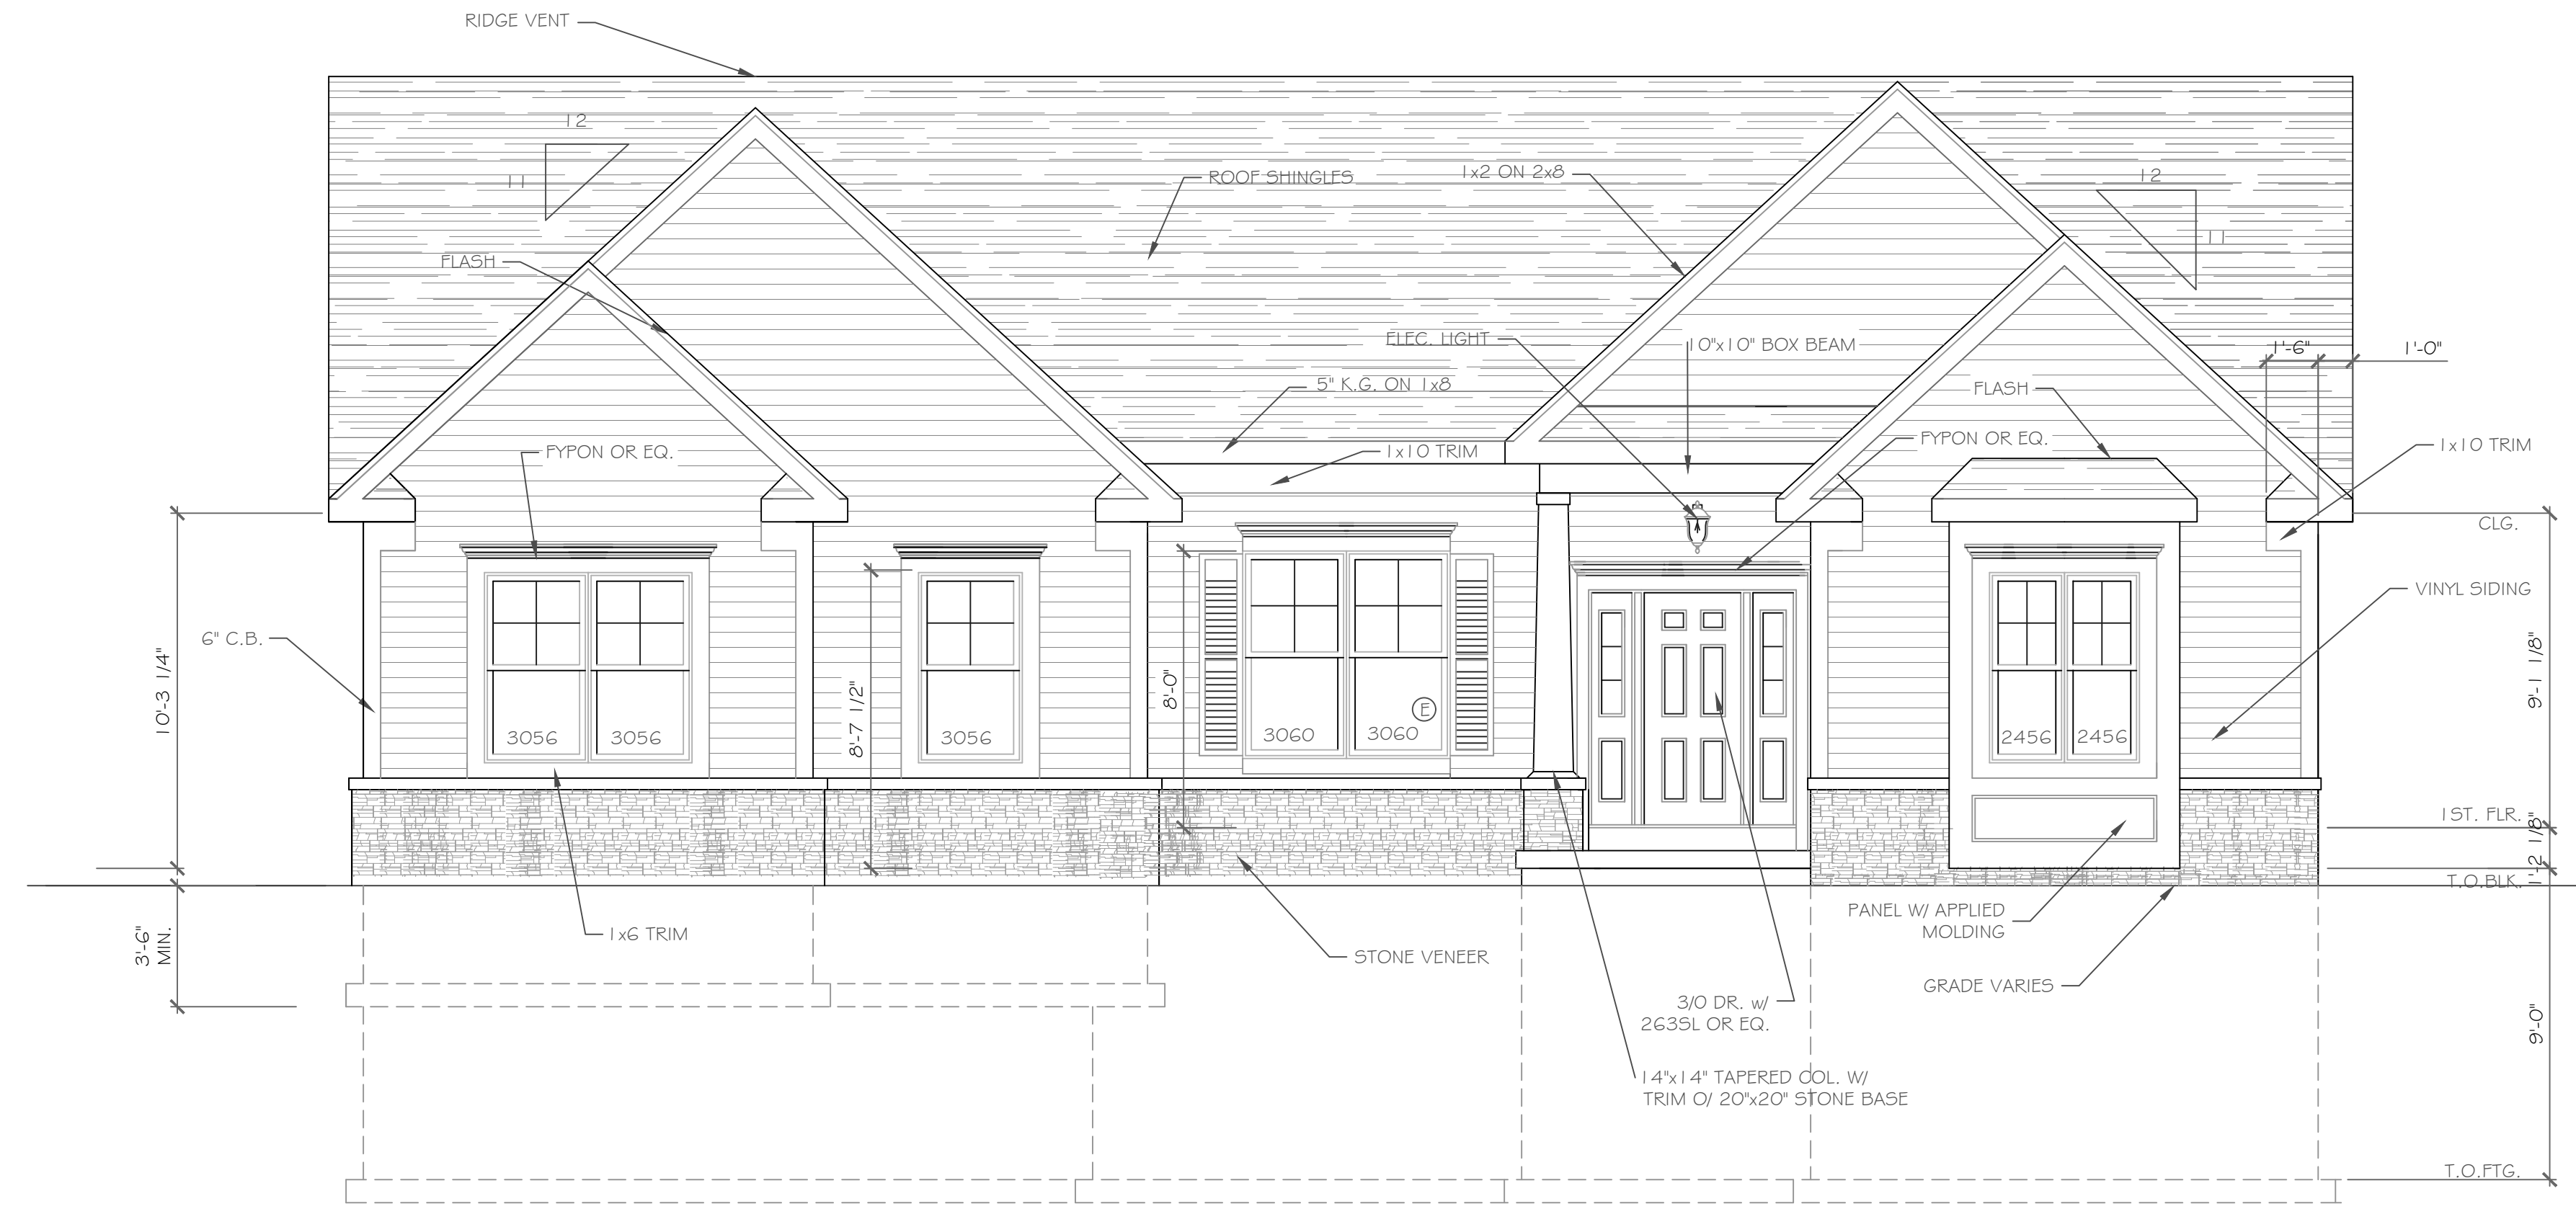 RIDGE VENT
12
11
ROOF SHINGLES
1x2 ON 2x8
12
11
FLASH
ELEC. LIGHT
10"x10" BOX BEAM
1'-6"
1'-0"
5" K.G. ON 1x8
FLASH
FYPON OR EQ.
1x10 TRIM
FYPON OR EQ.
1x10 TRIM
CLG.
VINYL SIDING
6" C.B.
10'-3 1/4"
8'-7 1/2"
8'-0"
9'-1 1/8"
3056
3056
3056
3060
3060
E
2456
2456
1ST. FLR.
1'-2 1/8"
T.O.BLK.
3'-6"
MIN.
1x6 TRIM
STONE VENEER
PANEL W/ APPLIED
MOLDING
GRADE VARIES
3/0 DR. w/
263SL OR EQ.
9'-0"
14"x14" TAPERED COL. W/
TRIM O/ 20"x20" STONE BASE
T.O.FTG.